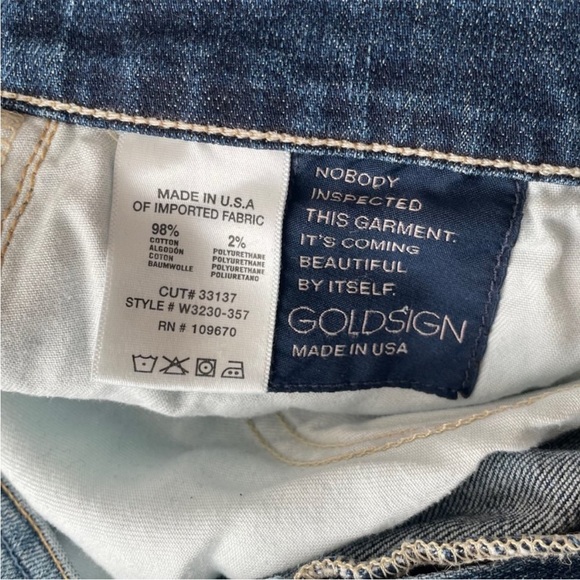 MADE IN U.S.A
OF IMPORTED FABRIC
98%
COTTON
ALGODÓN
COTON
BAUMWOLLE
2%
POLYURETHANE
POLYURETHANE
POLYURETHANE
POLIURETANO
CUT# 33137
STYLE # W3230-357
RN # 109670
NOBODY
INSPECTED
THIS GARMENT.
IT'S COMING
BEAUTIFUL
BY ITSELF.
GOLDSIGN
MADE IN USA